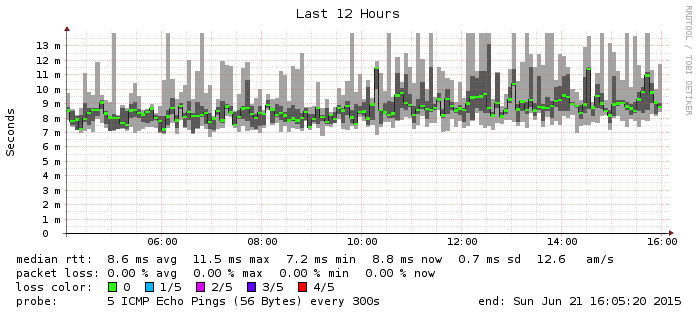 Last 12 Hours
RRDTOOL / TOBI OETIKER
Seconds
13 m
12 m
11 m
10 m
9 m
8 m
7 m
6 m
5 m
4 m
3 m
2 m
1 m
0
06:00 08:00 10:00 12:00 14:00 16:00
median rtt: 8.6 ms avg 11.5 ms max 7.2 ms min 8.8 ms now 0.7 ms sd 12.6 am/s
packet loss: 0.00 % avg 0.00 % max 0.00 % min 0.00 % now
loss color: 0 1/5 2/5 3/5 4/5
probe: 5 ICMP Echo Pings (56 Bytes) every 300s end: Sun Jun 21 16:05:20 2015